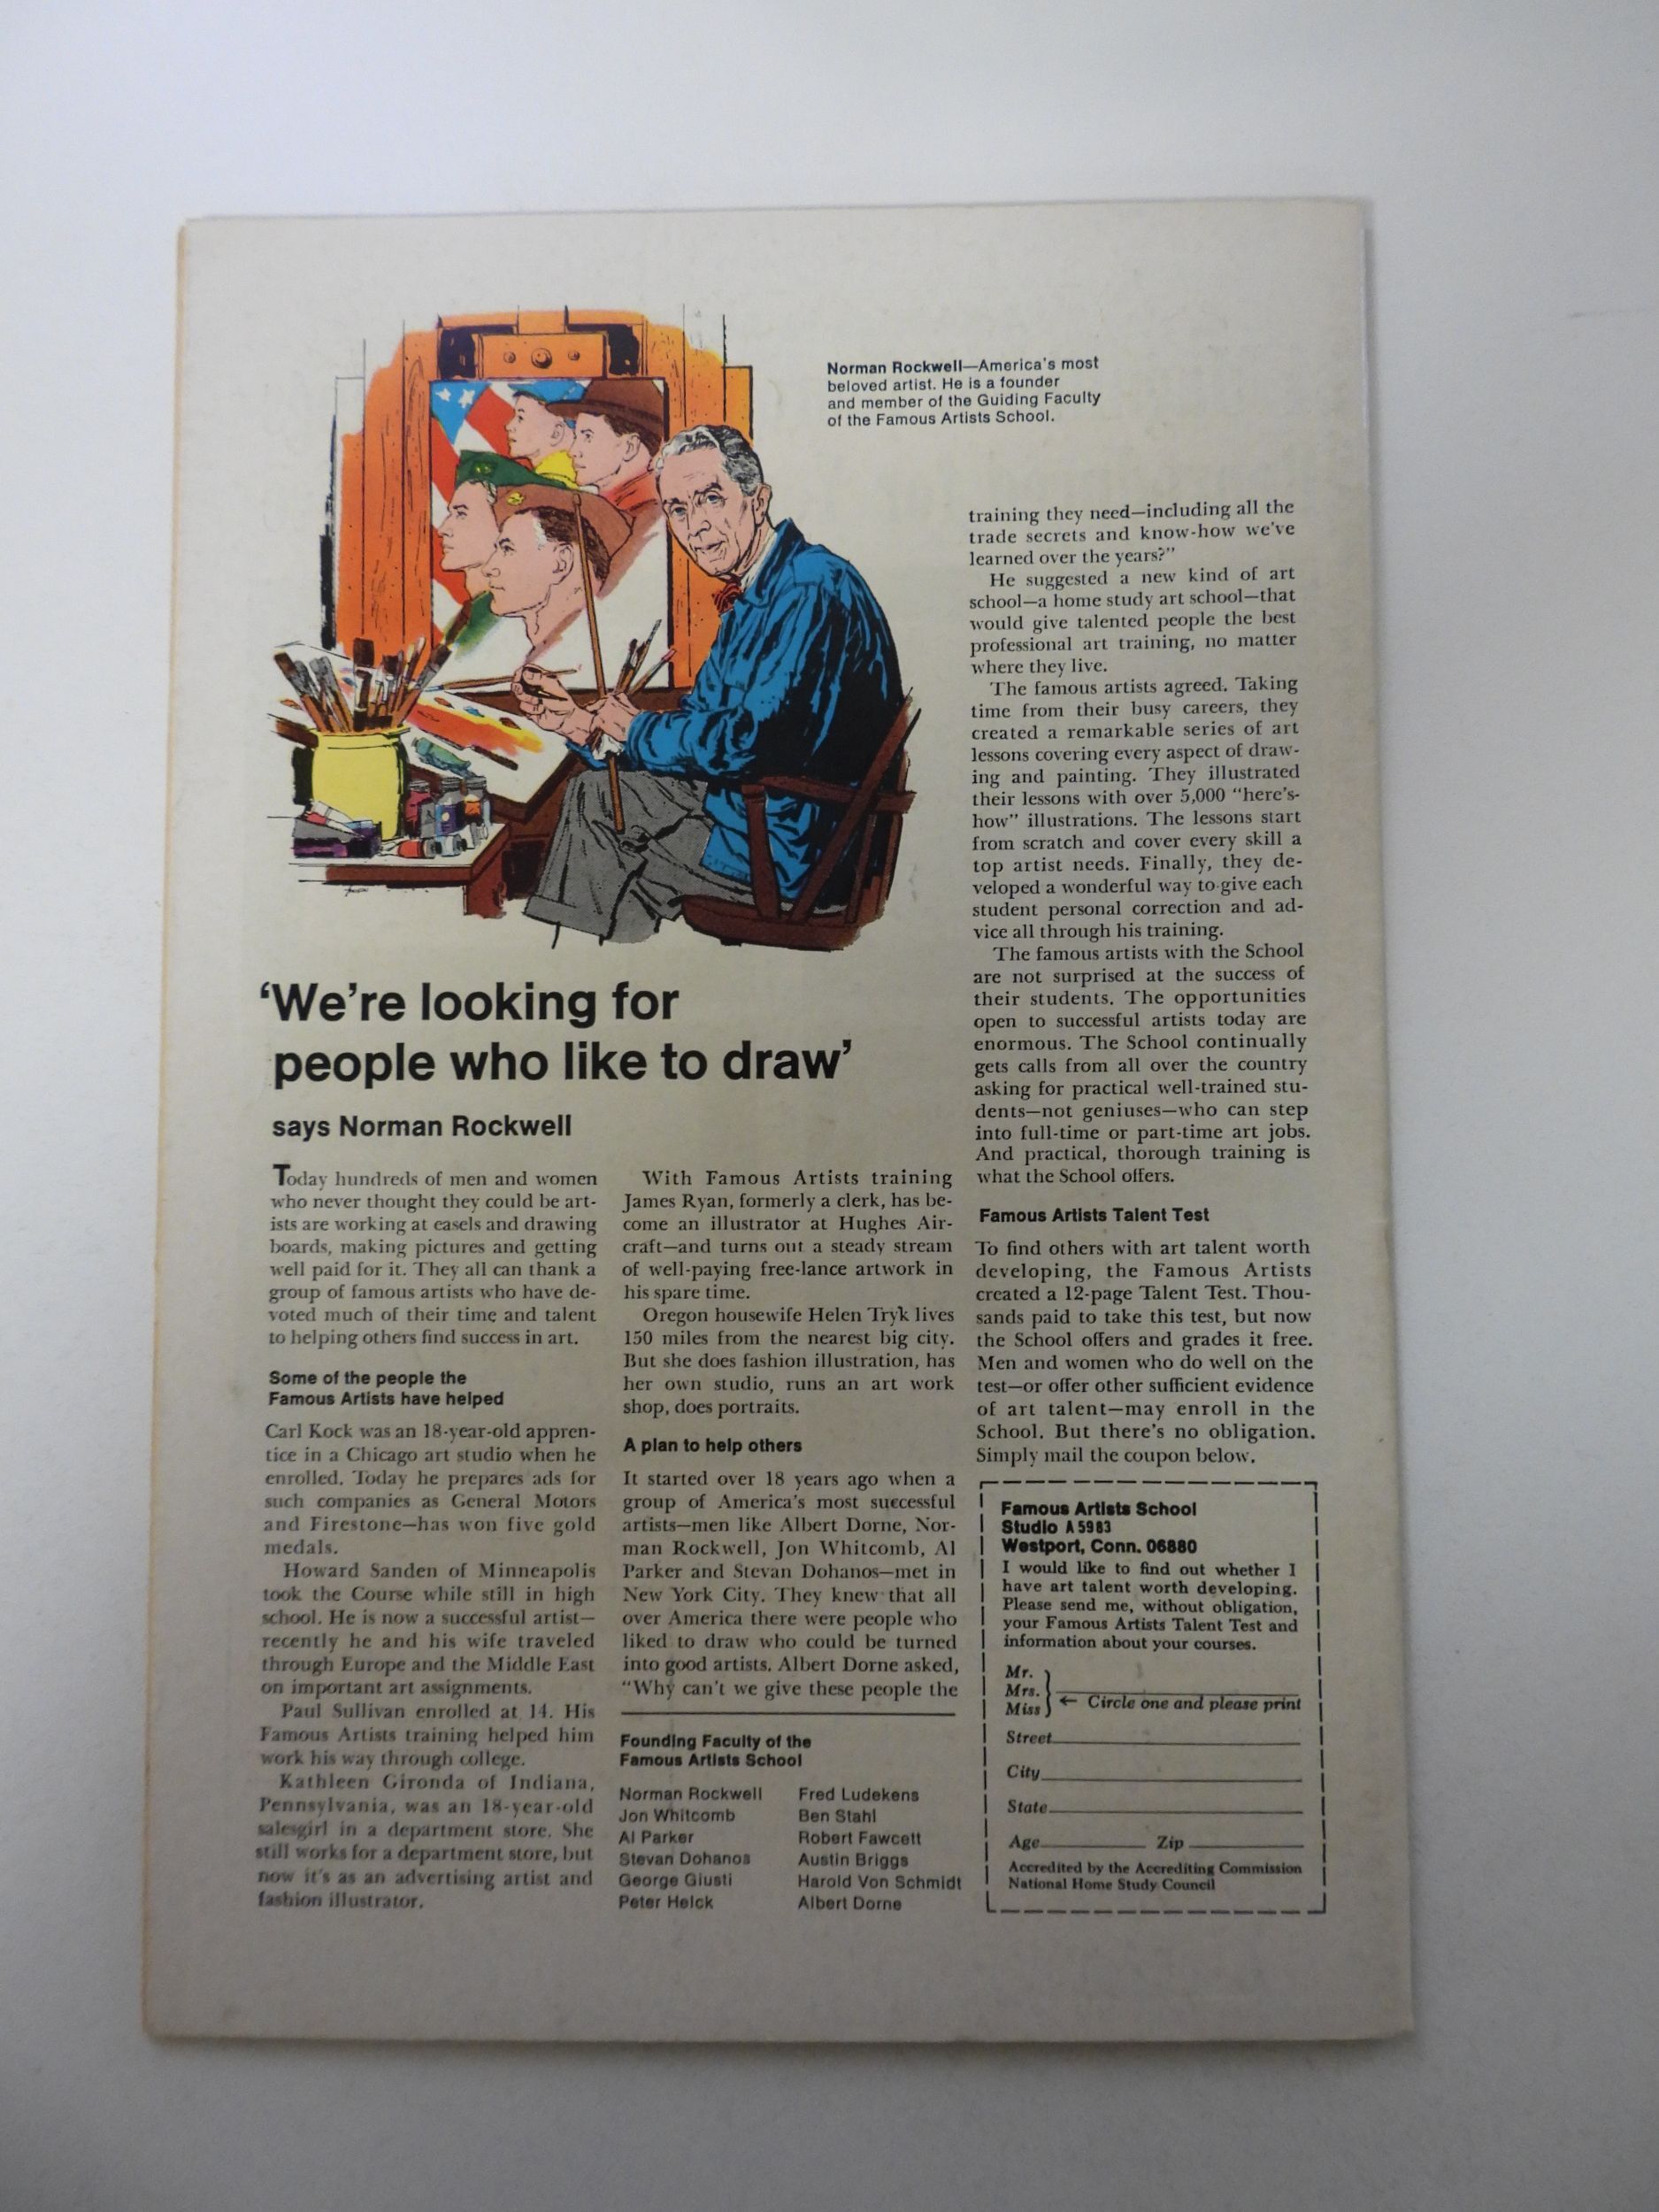 Norman Rockwell—America's most
beloved artist. He is a founder
and member of the Guiding Faculty
of the Famous Artists School.
'We're looking for
people who like to draw'
says Norman Rockwell
Today hundreds of men and women
who never thought they could be art-
ists are working at easels and drawing
boards, making pictures and getting
well paid for it. They all can thank a
group of famous artists who have de-
voted much of their time and talent
to helping others find success in art.
Some of the people the
Famous Artists have helped
Carl Kock was an 18-year-old appren-
tice in a Chicago art studio when he
enrolled. Today he prepares ads for
such companies as General Motors
and Firestone—has won five gold
medals.
Howard Sanden of Minneapolis
took the Course while still in high
school. He is now a successful artist—
recently he and his wife traveled
through Europe and the Middle East
on important art assignments.
Paul Sullivan enrolled at 14. His
Famous Artists training helped him
work his way through college.
Kathleen Gironda of Indiana,
Pennsylvania, was an 18-year-old
salesgirl in a department store. She
still works for a department store, but
now it's as an advertising artist and
fashion illustrator.
With Famous Artists training
James Ryan, formerly a clerk, has be-
come an illustrator at Hughes Air-
craft—and turns out a steady stream
of well-paying free-lance artwork in
his spare time.
Oregon housewife Helen Tryk lives
150 miles from the nearest big city.
But she does fashion illustration, has
her own studio, runs an art work
shop, does portraits.
A plan to help others
It started over 18 years ago when a
group of America's most successful
artists—men like Albert Dorne, Nor-
man Rockwell, Jon Whitcomb, Al
Parker and Stevan Dohanos—met in
New York City. They knew that all
over America there were people who
liked to draw who could be turned
into good artists. Albert Dorne asked,
"Why can't we give these people the
Founding Faculty of the
Famous Artists School
Norman Rockwell
Jon Whitcomb
Al Parker
Stevan Dohanos
George Giusti
Peter Helck
Fred Ludekens
Ben Stahl
Robert Fawcett
Austin Briggs
Harold Von Schmidt
Albert Dorne
training they need—including all the
trade secrets and know-how we've
learned over the years?"
He suggested a new kind of art
school—a home study art school—that
would give talented people the best
professional art training, no matter
where they live.
The famous artists agreed. Taking
time from their busy careers, they
created a remarkable series of art
lessons covering every aspect of draw-
ing and painting. They illustrated
their lessons with over 5,000 "here's-
how" illustrations. The lessons start
from scratch and cover every skill a
top artist needs. Finally, they de-
veloped a wonderful way to give each
student personal correction and ad-
vice all through his training.
The famous artists with the School
are not surprised at the success of
their students. The opportunities
open to successful artists today are
enormous. The School continually
gets calls from all over the country
asking for practical well-trained stu-
dents—not geniuses—who can step
into full-time or part-time art jobs.
And practical, thorough training is
what the School offers.
Famous Artists Talent Test
To find others with art talent worth
developing, the Famous Artists
created a 12-page Talent Test. Thou-
sands paid to take this test, but now
the School offers and grades it free.
Men and women who do well on the
test—or offer other sufficient evidence
of art talent—may enroll in the
School. But there's no obligation.
Simply mail the coupon below.
Famous Artists School
Studio A5983
Westport, Conn. 06880
I would like to find out whether I
have art talent worth developing.
Please send me, without obligation,
your Famous Artists Talent Test and
information about your courses.
Mr.
Mrs.
Miss ← Circle one and please print
Street
City
State
Age Zip
Accredited by the Accrediting Commission
National Home Study Council